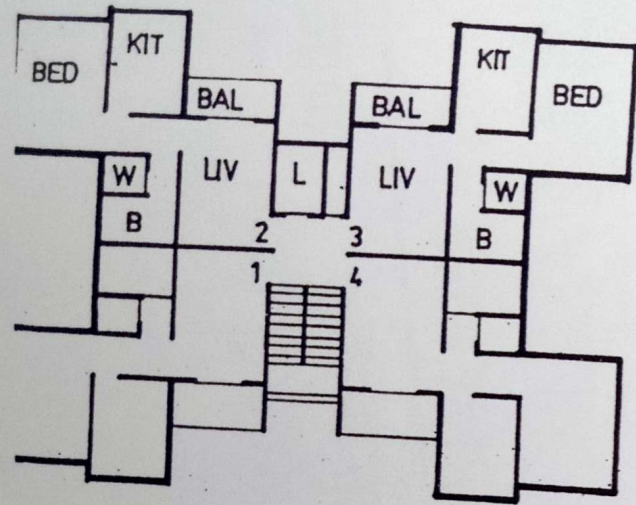 KIT KIT
BED BAL BAL BED
W LIV L LIV W
B 2 3 B
1 4